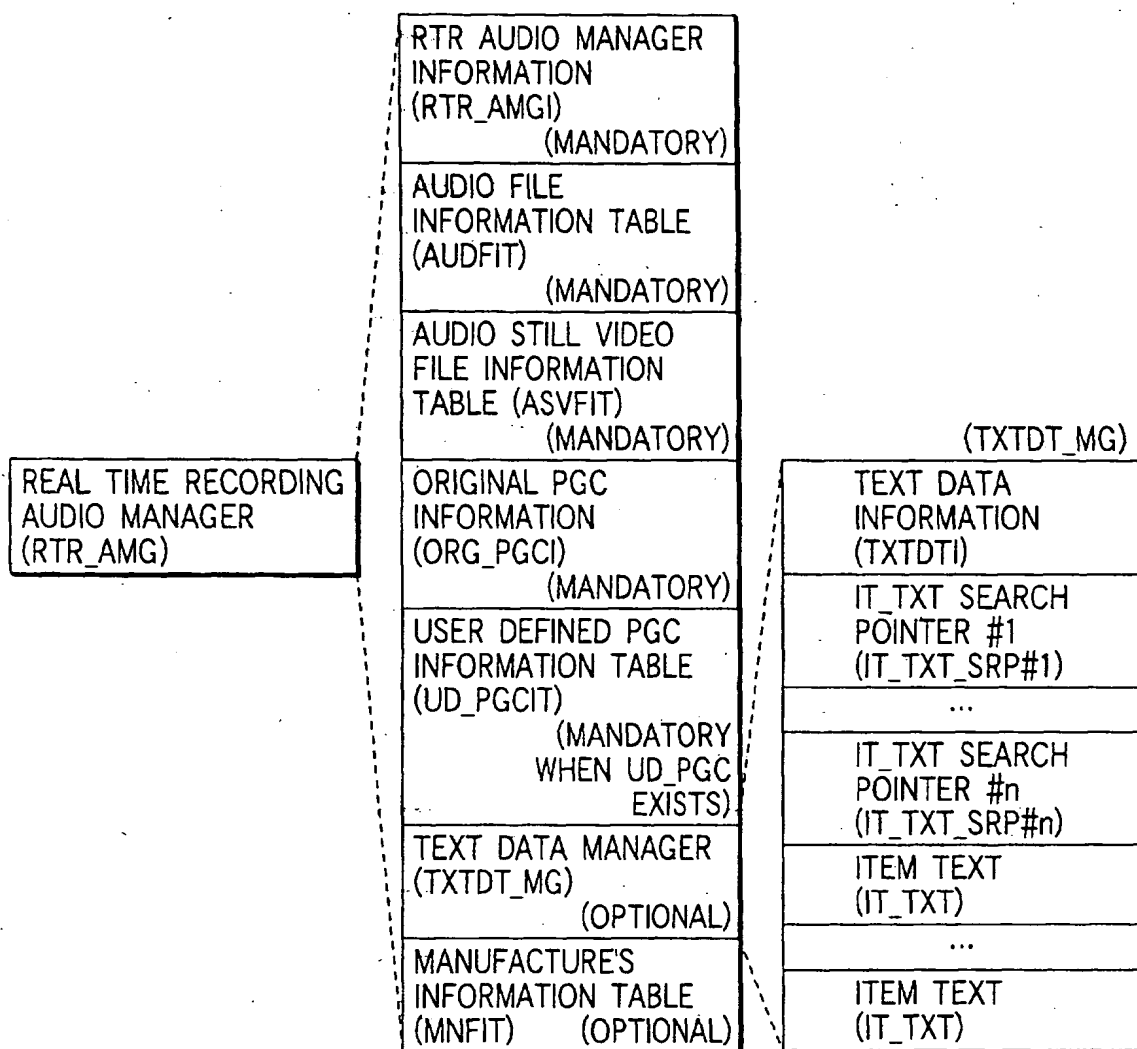 REAL TIME RECORDING
AUDIO MANAGER
(RTR_AMG)
RTR AUDIO MANAGER
INFORMATION
(RTR_AMGI)
(MANDATORY)
AUDIO FILE
INFORMATION TABLE
(AUDFIT)
(MANDATORY)
AUDIO STILL VIDEO
FILE INFORMATION
TABLE (ASVFIT)
(MANDATORY)
ORIGINAL PGC
INFORMATION
(ORG_PGCI)
(MANDATORY)
USER DEFINED PGC
INFORMATION TABLE
(UD_PGCIT)
(MANDATORY
WHEN UD_PGC
EXISTS)
TEXT DATA MANAGER
(TXTDT_MG)
(OPTIONAL)
MANUFACTURE'S
INFORMATION TABLE
(MNFIT) (OPTIONAL)
(TXTDT_MG)
TEXT DATA
INFORMATION
(TXTDTI)
IT_TXT SEARCH
POINTER #1
(IT_TXT_SRP#1)
...
IT_TXT SEARCH
POINTER #n
(IT_TXT_SRP#n)
ITEM TEXT
(IT_TXT)
...
ITEM TEXT
(IT_TXT)